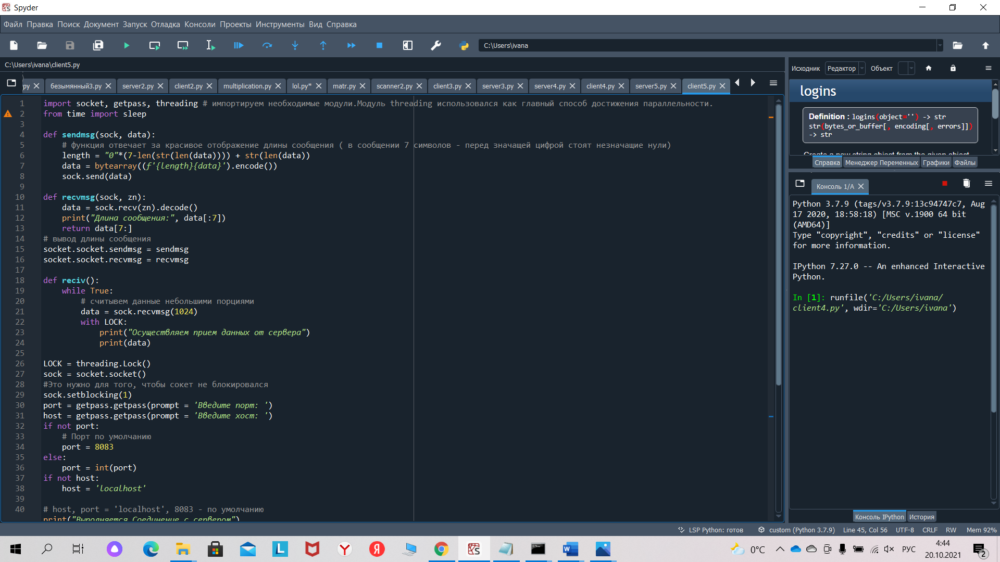 Spyder
Файл Правка Поиск Документ Запуск Отладка Консоли Проекты Инструменты Вид Справка
C:\Users\ivana
C:\Users\ivana\client5.py
py безымянный3.py server2.py client2.py multiplication.py lol.py* matr.py scanner2.py client3.py server3.py server4.py client4.py server5.py client5.py
1 import socket, getpass, threading # импортируем необходимые модули.Модуль threading использовался как главный способ достижения параллельности.
2 from time import sleep
3
4 def sendmsg(sock, data):
5 # функция отвечает за красивое отображение длины сообщения ( в сообщении 7 символов - перед значащей цифрой стоят незначащие нули)
6 length = "0"*(7-len(str(len(data)))) + str(len(data))
7 data = bytearray((f'{length}{data}').encode())
8 sock.send(data)
9
10 def recvmsg(sock, zn):
11 data = sock.recv(zn).decode()
12 print("Длина сообщения:", data[:7])
13 return data[7:]
14 # вывод длины сообщения
15 socket.socket.sendmsg = sendmsg
16 socket.socket.recvmsg = recvmsg
17
18 def reciv():
19 while True:
20 # считывем данные небольшими порциями
21 data = sock.recvmsg(1024)
22 with LOCK:
23 print("Осуществляем прием данных от сервера")
24 print(data)
25
26 LOCK = threading.Lock()
27 sock = socket.socket()
28 #Это нужно для того, чтобы сокет не блокировался
29 sock.setblocking(1)
30 port = getpass.getpass(prompt = 'Введите порт: ')
31 host = getpass.getpass(prompt = 'Введите хост: ')
32 if not port:
33 # Порт по умолчанию
34 port = 8083
35 else:
36 port = int(port)
37 if not host:
38 host = 'localhost'
39
40 # host, port = 'localhost', 8083 - по умолчанию
print("Выполняется Соединение с сервером")
Исходник Редактор Объект
logins
Definition : logins(object='') -> str
str(bytes_or_buffer[, encoding[, errors]])
-> str
Create a new string object from the given object.
Справка Менеджер Переменных Графики Файлы
Консоль 1/A
Python 3.7.9 (tags/v3.7.9:13c94747c7, Aug
17 2020, 18:58:18) [MSC v.1900 64 bit
(AMD64)]
Type "copyright", "credits" or "license"
for more information.
IPython 7.27.0 -- An enhanced Interactive
Python.
In [1]: runfile('C:/Users/ivana/
client4.py', wdir='C:/Users/ivana')
Консоль IPython История
LSP Python: готов custom (Python 3.7.9) Line 45, Col 56 UTF-8 CRLF RW Mem 92%
0°C РУС 4:44
20.10.2021
2